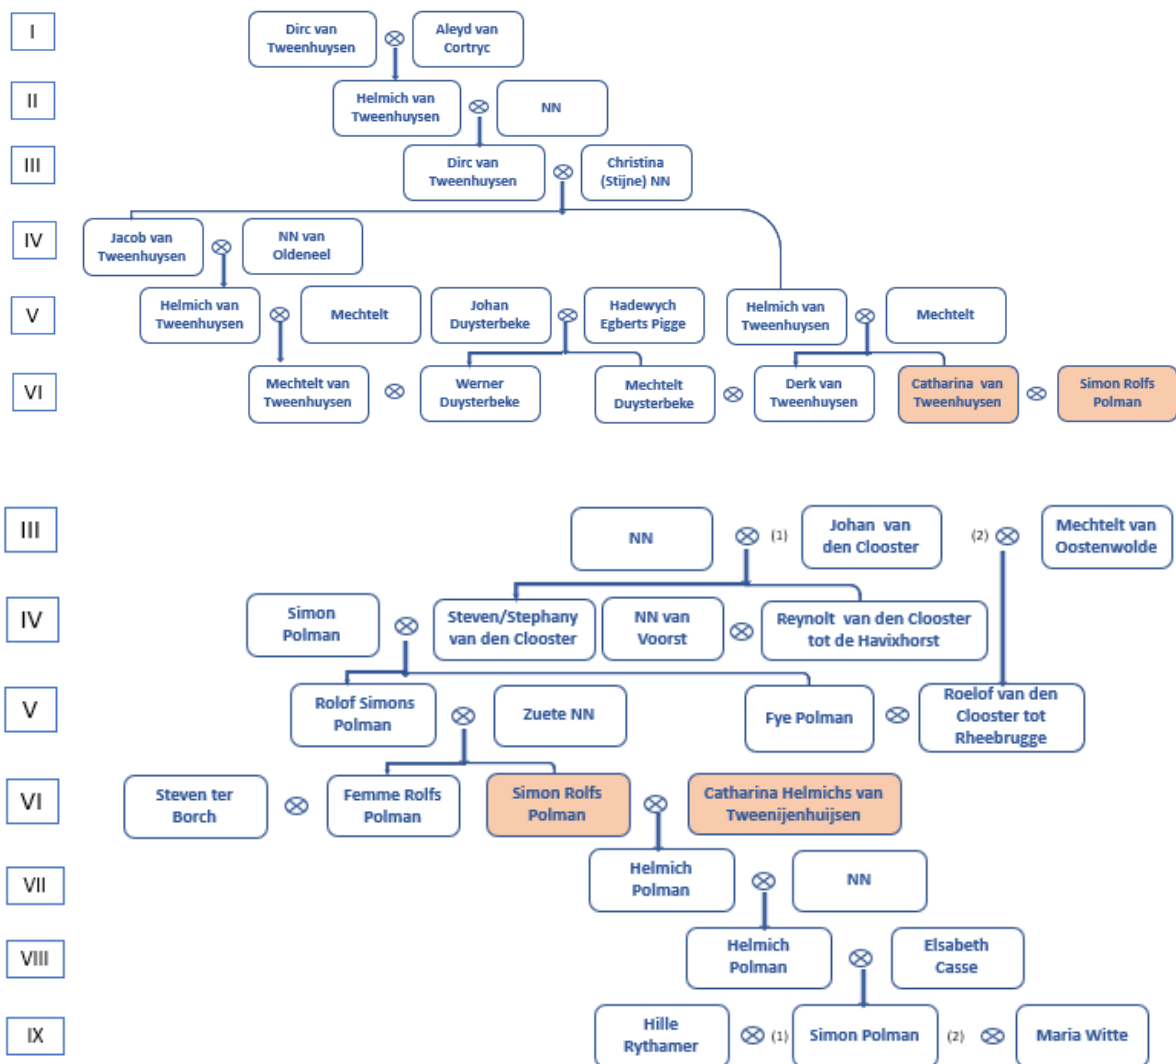 I
Dirc van
Tweenhuysen
Aleyd van
Cortryc
II
Helmich van
Tweenhuysen
NN
III
Dirc van
Tweenhuysen
Christina
(Stijne) NN
IV
Jacob van
Tweenhuysen
NN van
Oldeneel
V
Helmich van
Tweenhuysen
Mechtelt
Johan
Duysterbeke
Hadewych
Egberts Pigge
Helmich van
Tweenhuysen
Mechtelt
VI
Mechtelt van
Tweenhuysen
Werner
Duysterbeke
Mechtelt
Duysterbeke
Derk van
Tweenhuysen
Catharina van
Tweenhuysen
Simon Rolfs
Polman
III
NN
(1)
Johan van
den Clooster
(2)
Mechtelt van
Oostenwolde
IV
Simon
Polman
Steven/Stephany
van den Clooster
NN van
Voorst
Reynolt van den Clooster
tot de Havixhorst
V
Rolof Simons
Polman
Zuete NN
Fye Polman
Roelof van den
Clooster tot
Rheebrugge
VI
Steven ter
Borch
Femme Rolfs
Polman
Simon Rolfs
Polman
Catharina Helmichs van
Tweenijenhuijsen
VII
Helmich
Polman
NN
VIII
Helmich
Polman
Elsabeth
Casse
IX
Hille
Rythamer
(1)
Simon Polman
(2)
Maria Witte